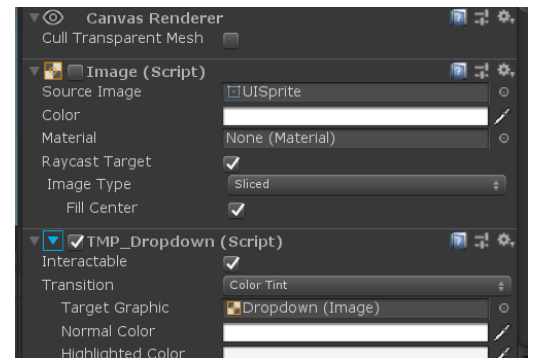 Canvas Renderer
Cull Transparent Mesh
Image (Script)
Source Image UISprite
Color
Material None (Material)
Raycast Target
Image Type Sliced
Fill Center
TMP_Dropdown (Script)
Interactable
Transition Color Tint
Target Graphic Dropdown (Image)
Normal Color
Highlighted Color